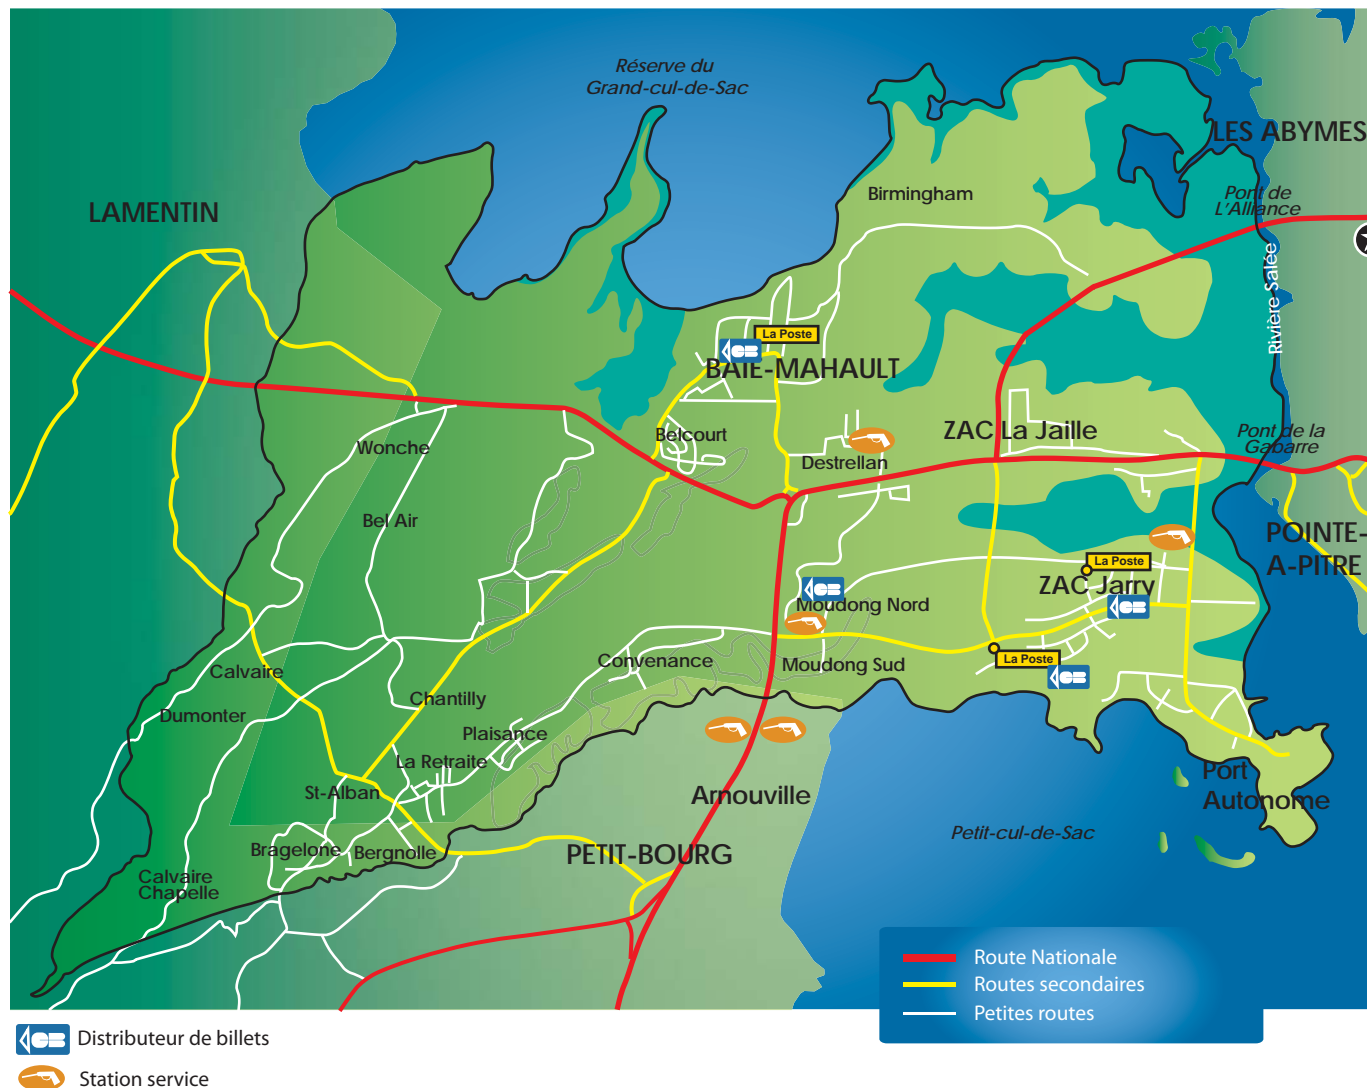 Réserve du
Grand-cul-de-Sac
LES ABYMES
Birmingham
Pont de
L'Alliance
LAMENTIN
Rivière Salée
La Poste
BAIE-MAHAULT
Belcourt
ZAC La Jaille
Pont de la
Gabarre
Wonche
Destrellan
Bel Air
POINTE-
A-PITRE
La Poste
ZAC Jarry
Moudong Nord
Convenance
Moudong Sud
La Poste
Calvaire
Chantilly
Dumonter
Plaisance
La Retraite
Port
Autonome
St-Alban
Arnouville
Petit-cul-de-Sac
Bragelone
Bergnolle
PETIT-BOURG
Calvaire
Chapelle
Route Nationale
Routes secondaires
Petites routes
Distributeur de billets
Station service